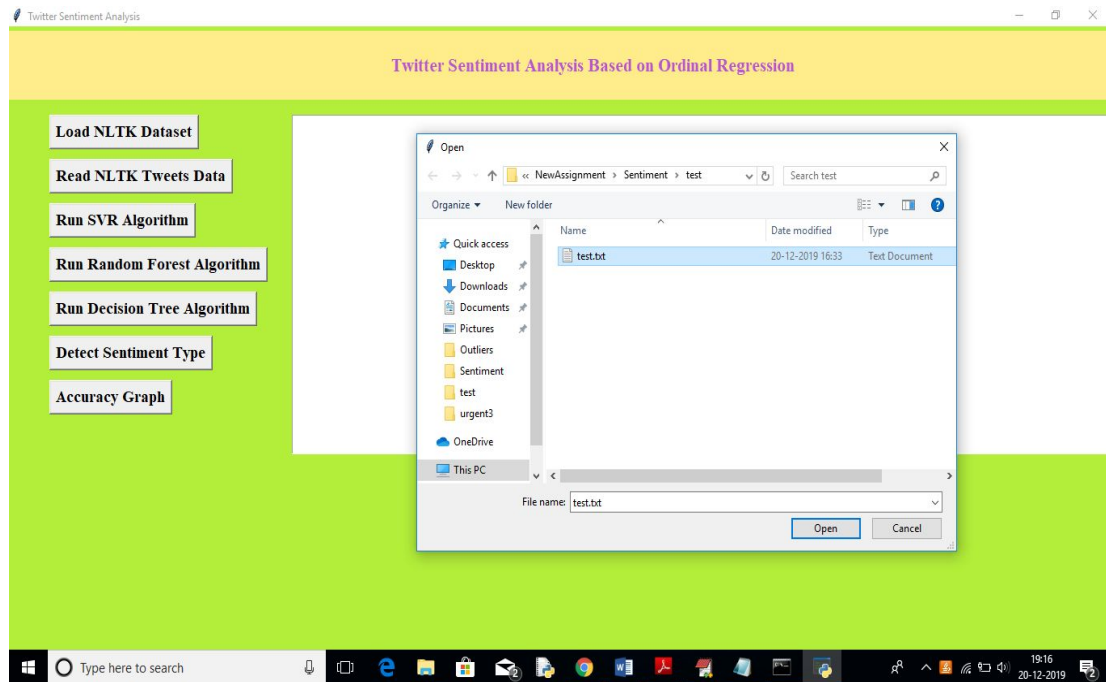 Twitter Sentiment Analysis
Twitter Sentiment Analysis Based on Ordinal Regression
Load NLTK Dataset
Read NLTK Tweets Data
Run SVR Algorithm
Run Random Forest Algorithm
Run Decision Tree Algorithm
Detect Sentiment Type
Accuracy Graph
Open
« NewAssignment › Sentiment › test
Search test
Organize
New folder
Quick access
Desktop
Downloads
Documents
Pictures
Outliers
Sentiment
test
urgent3
OneDrive
This PC
Name Date modified Type
test.txt 20-12-2019 16:33 Text Document
File name: test.txt
Open Cancel
Type here to search
19:16
20-12-2019